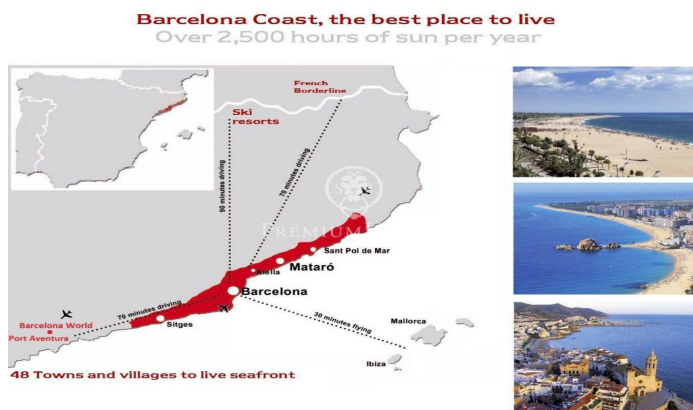 Barcelona Coast, the best place to live
Over 2,500 hours of sun per year
French
Borderline
Ski
resorts
90 minutes driving
70 minutes driving
PREMIUM
Sant Pol de Mar
Mataró
Alella
Barcelona
70 minutes driving
30 minutes flying
Barcelona World
Port Aventura
Sitges
Mallorca
Ibiza
48 Towns and villages to live seafront